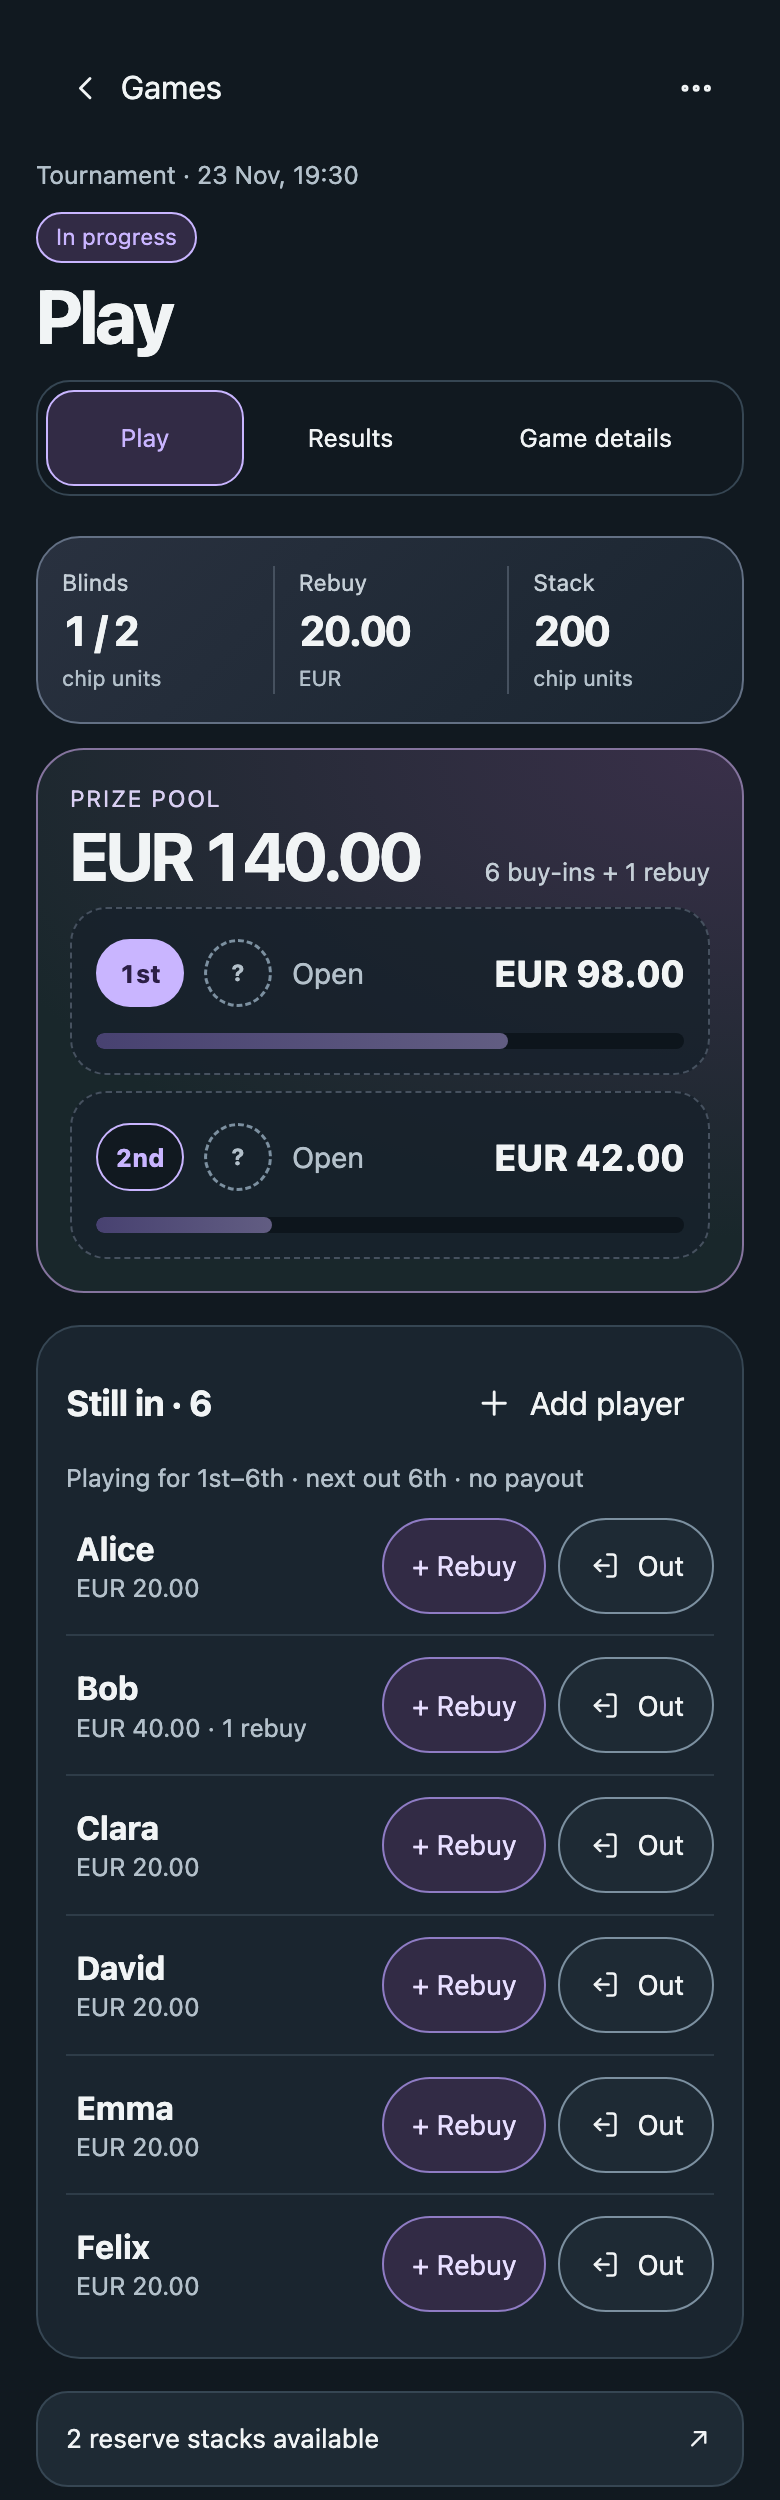 Games
Tournament · 23 Nov, 19:30
In progress
Play
Play Results Game details
Blinds Rebuy Stack
1 / 2 20.00 200
chip units EUR chip units
PRIZE POOL
EUR 140.00 6 buy-ins + 1 rebuy
1st ? Open EUR 98.00
2nd ? Open EUR 42.00
Still in · 6 + Add player
Playing for 1st–6th · next out 6th · no payout
Alice
EUR 20.00
+ Rebuy Out
Bob
EUR 40.00 · 1 rebuy
+ Rebuy Out
Clara
EUR 20.00
+ Rebuy Out
David
EUR 20.00
+ Rebuy Out
Emma
EUR 20.00
+ Rebuy Out
Felix
EUR 20.00
+ Rebuy Out
2 reserve stacks available